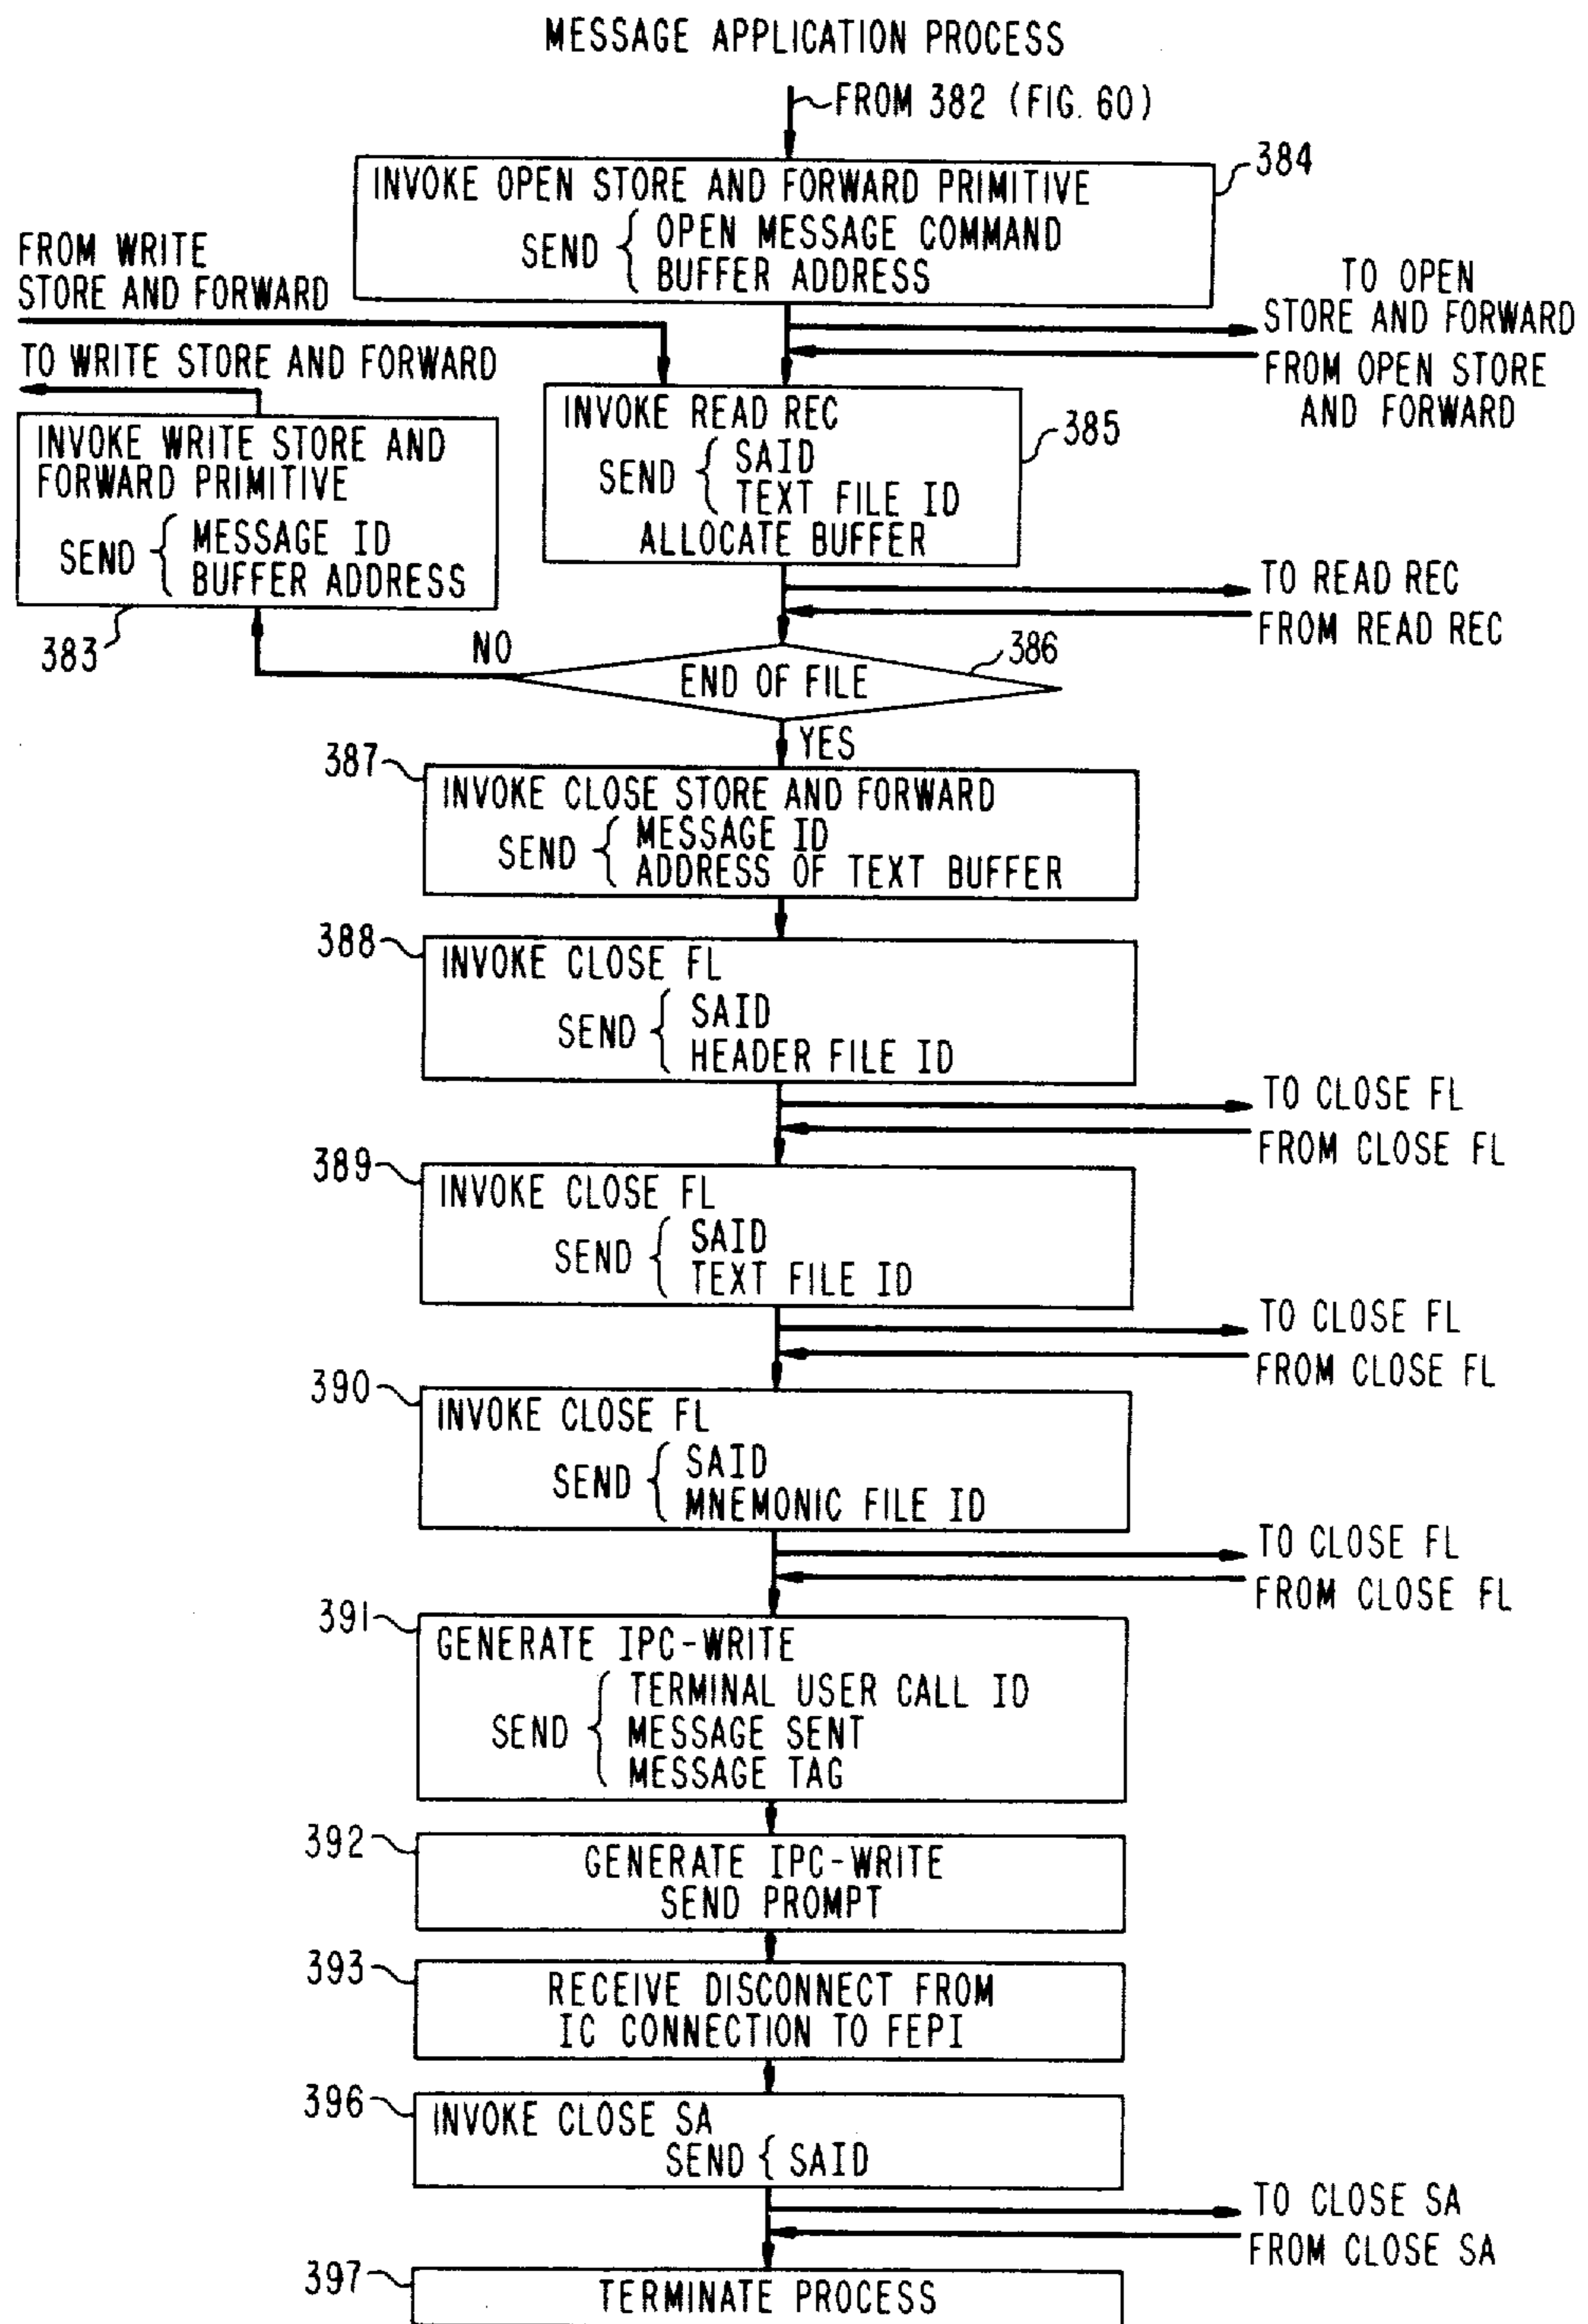 MESSAGE APPLICATION PROCESS
FROM 382 (FIG. 60)
384
INVOKE OPEN STORE AND FORWARD PRIMITIVE
SEND { OPEN MESSAGE COMMAND
BUFFER ADDRESS
FROM WRITE
STORE AND FORWARD
TO OPEN
STORE AND FORWARD
FROM OPEN STORE
AND FORWARD
TO WRITE STORE AND FORWARD
INVOKE WRITE STORE AND
FORWARD PRIMITIVE
SEND { MESSAGE ID
BUFFER ADDRESS
383
INVOKE READ REC
385
SEND { SAID
TEXT FILE ID
ALLOCATE BUFFER
TO READ REC
FROM READ REC
NO
386
END OF FILE
YES
387
INVOKE CLOSE STORE AND FORWARD
SEND { MESSAGE ID
ADDRESS OF TEXT BUFFER
388
INVOKE CLOSE FL
SEND { SAID
HEADER FILE ID
TO CLOSE FL
FROM CLOSE FL
389
INVOKE CLOSE FL
SEND { SAID
TEXT FILE ID
TO CLOSE FL
FROM CLOSE FL
390
INVOKE CLOSE FL
SEND { SAID
MNEMONIC FILE ID
TO CLOSE FL
FROM CLOSE FL
391
GENERATE IPC-WRITE
SEND { TERMINAL USER CALL ID
MESSAGE SENT
MESSAGE TAG
392
GENERATE IPC-WRITE
SEND PROMPT
393
RECEIVE DISCONNECT FROM
IC CONNECTION TO FEPI
396
INVOKE CLOSE SA
SEND { SAID
TO CLOSE SA
FROM CLOSE SA
397
TERMINATE PROCESS